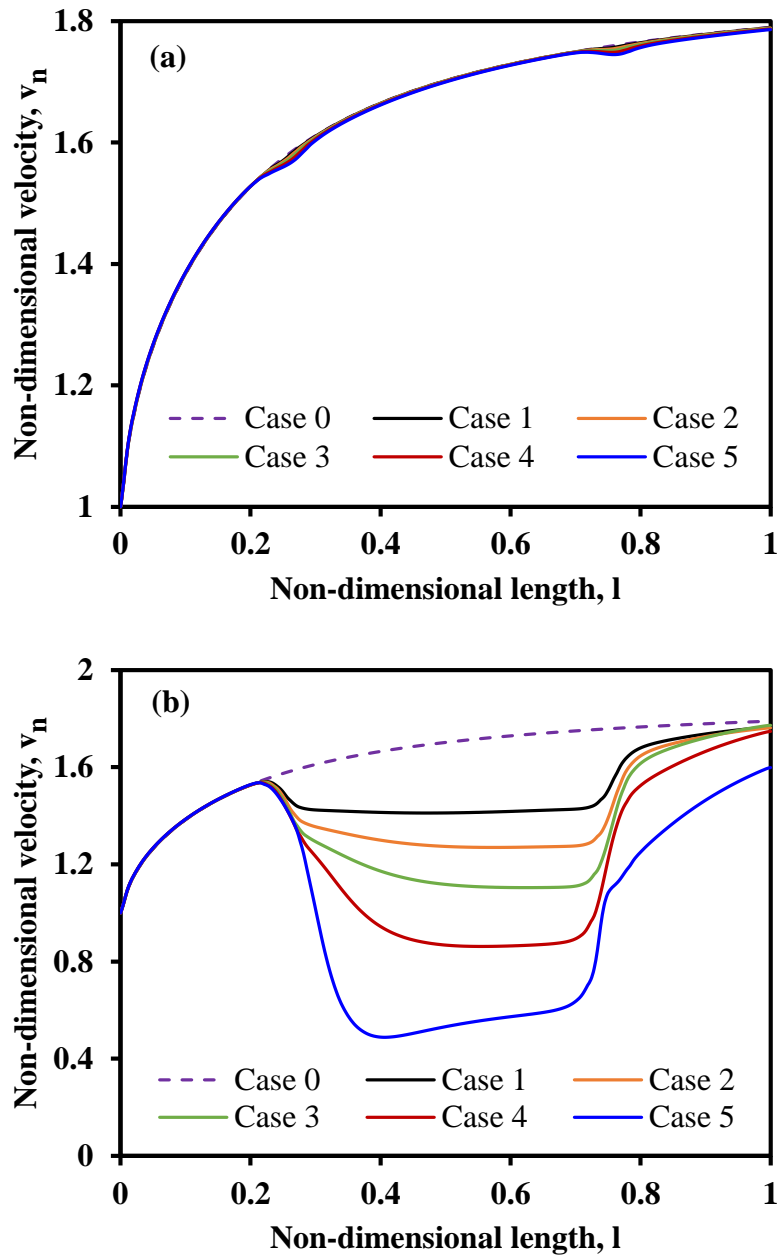 (a)
Non-dimensional velocity, vn
1.8
1.6
1.4
1.2
1
Case 0 Case 1 Case 2
Case 3 Case 4 Case 5
0 0.2 0.4 0.6 0.8 1
Non-dimensional length, l
(b)
Non-dimensional velocity, vn
2
1.6
1.2
0.8
0.4
0
Case 0 Case 1 Case 2
Case 3 Case 4 Case 5
0 0.2 0.4 0.6 0.8 1
Non-dimensional length, l